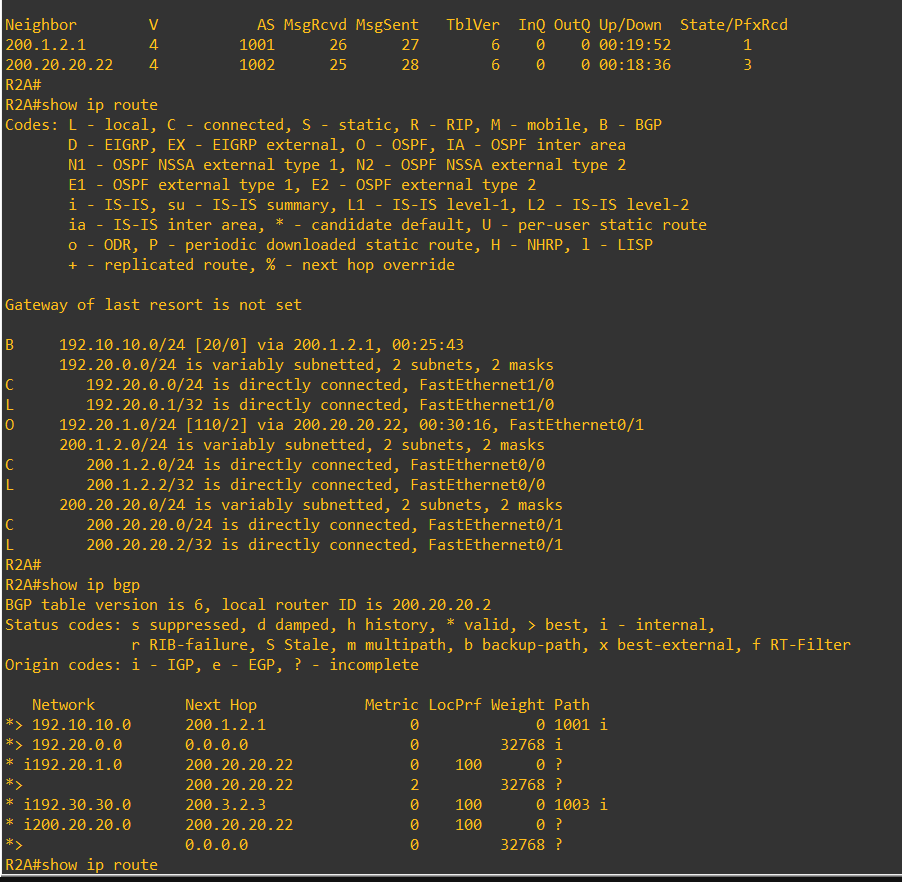 Neighbor        V           AS MsgRcvd MsgSent   TblVer  InQ OutQ Up/Down  State/PfxRcd
200.1.2.1       4         1001      26      27        6    0    0 00:19:52        1
200.20.20.22    4         1002      25      28        6    0    0 00:18:36        3
R2A#
R2A#show ip route
Codes: L - local, C - connected, S - static, R - RIP, M - mobile, B - BGP
       D - EIGRP, EX - EIGRP external, O - OSPF, IA - OSPF inter area
       N1 - OSPF NSSA external type 1, N2 - OSPF NSSA external type 2
       E1 - OSPF external type 1, E2 - OSPF external type 2
       i - IS-IS, su - IS-IS summary, L1 - IS-IS level-1, L2 - IS-IS level-2
       ia - IS-IS inter area, * - candidate default, U - per-user static route
       o - ODR, P - periodic downloaded static route, H - NHRP, l - LISP
       + - replicated route, % - next hop override
Gateway of last resort is not set
B     192.10.10.0/24 [20/0] via 200.1.2.1, 00:25:43
      192.20.0.0/24 is variably subnetted, 2 subnets, 2 masks
C        192.20.0.0/24 is directly connected, FastEthernet1/0
L        192.20.0.1/32 is directly connected, FastEthernet1/0
O     192.20.1.0/24 [110/2] via 200.20.20.22, 00:30:16, FastEthernet0/1
      200.1.2.0/24 is variably subnetted, 2 subnets, 2 masks
C        200.1.2.0/24 is directly connected, FastEthernet0/0
L        200.1.2.2/32 is directly connected, FastEthernet0/0
      200.20.20.0/24 is variably subnetted, 2 subnets, 2 masks
C        200.20.20.0/24 is directly connected, FastEthernet0/1
L        200.20.20.2/32 is directly connected, FastEthernet0/1
R2A#
R2A#show ip bgp
BGP table version is 6, local router ID is 200.20.20.2
Status codes: s suppressed, d damped, h history, * valid, > best, i - internal,
              r RIB-failure, S Stale, m multipath, b backup-path, x best-external, f RT-Filter
Origin codes: i - IGP, e - EGP, ? - incomplete
   Network          Next Hop            Metric LocPrf Weight Path
*> 192.10.10.0      200.1.2.1                0             0 1001 i
*> 192.20.0.0       0.0.0.0                  0         32768 i
* i192.20.1.0       200.20.20.22             0    100      0 ?
*>                  200.20.20.22             2         32768 ?
* i192.30.30.0      200.3.2.3                0    100      0 1003 i
* i200.20.20.0      200.20.20.22             0    100      0 ?
*>                  0.0.0.0                  0         32768 ?
R2A#show ip route